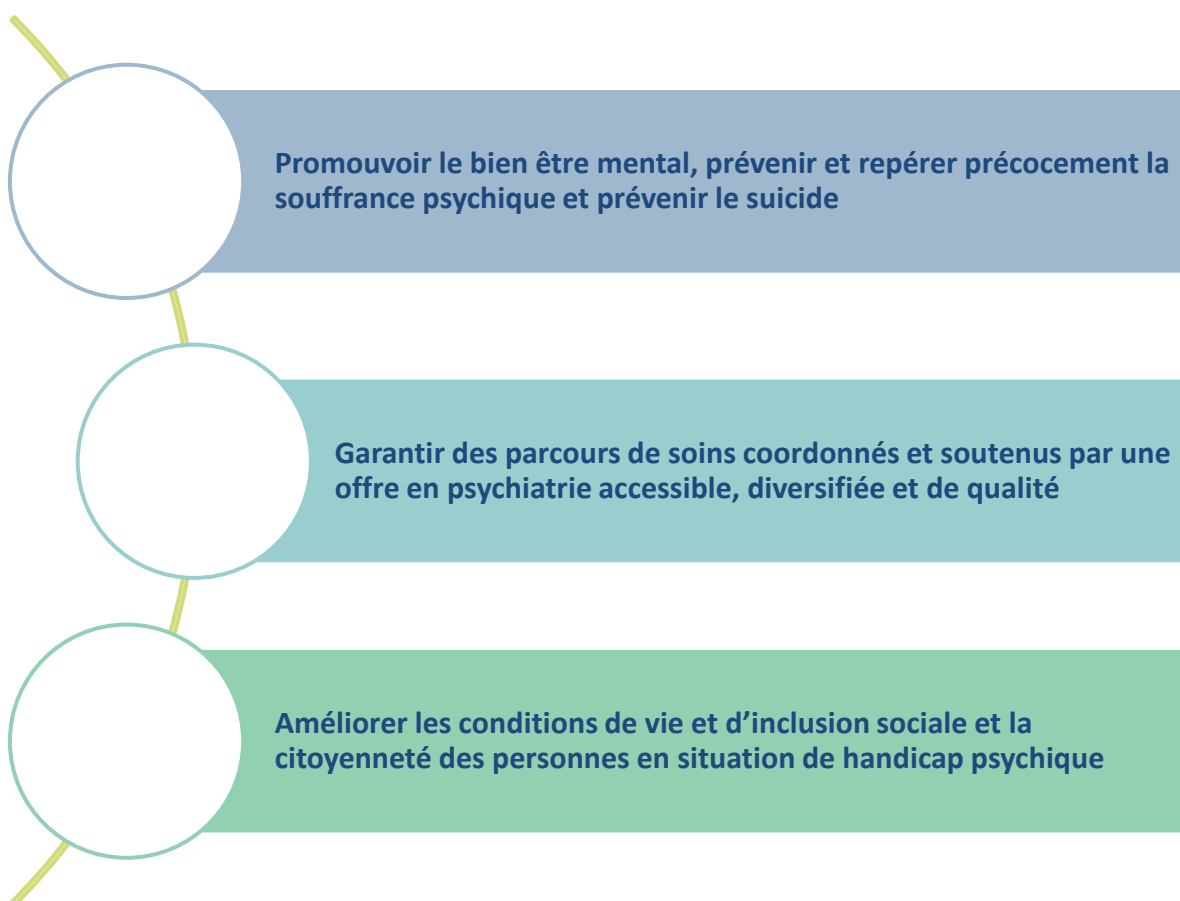 Promouvoir le bien être mental, prévenir et repérer précocement la
souffrance psychique et prévenir le suicide
Garantir des parcours de soins coordonnés et soutenus par une
offre en psychiatrie accessible, diversifiée et de qualité
Améliorer les conditions de vie et d’inclusion sociale et la
citoyenneté des personnes en situation de handicap psychique